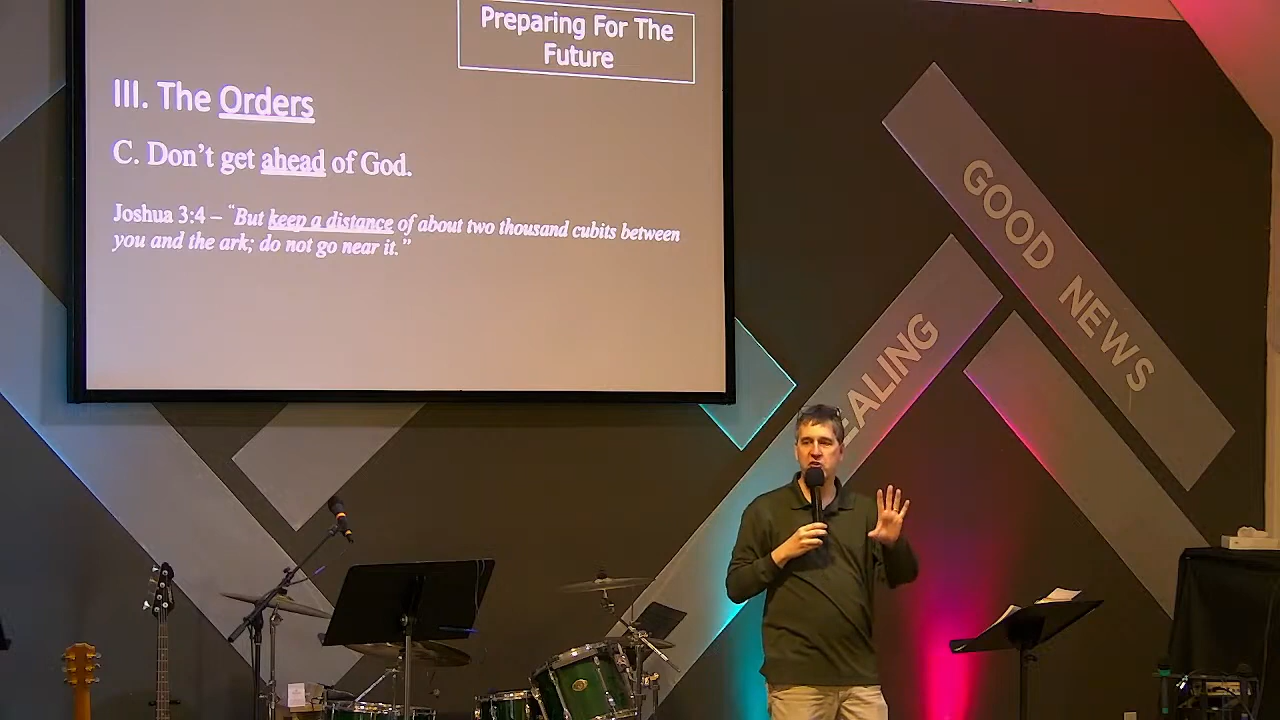 Preparing For The
Future
III. The Orders
C. Don't get ahead of God.
Joshua 3:4 – “But keep a distance of about two thousand cubits between
you and the ark; do not go near it.”
GOOD NEWS
EALING